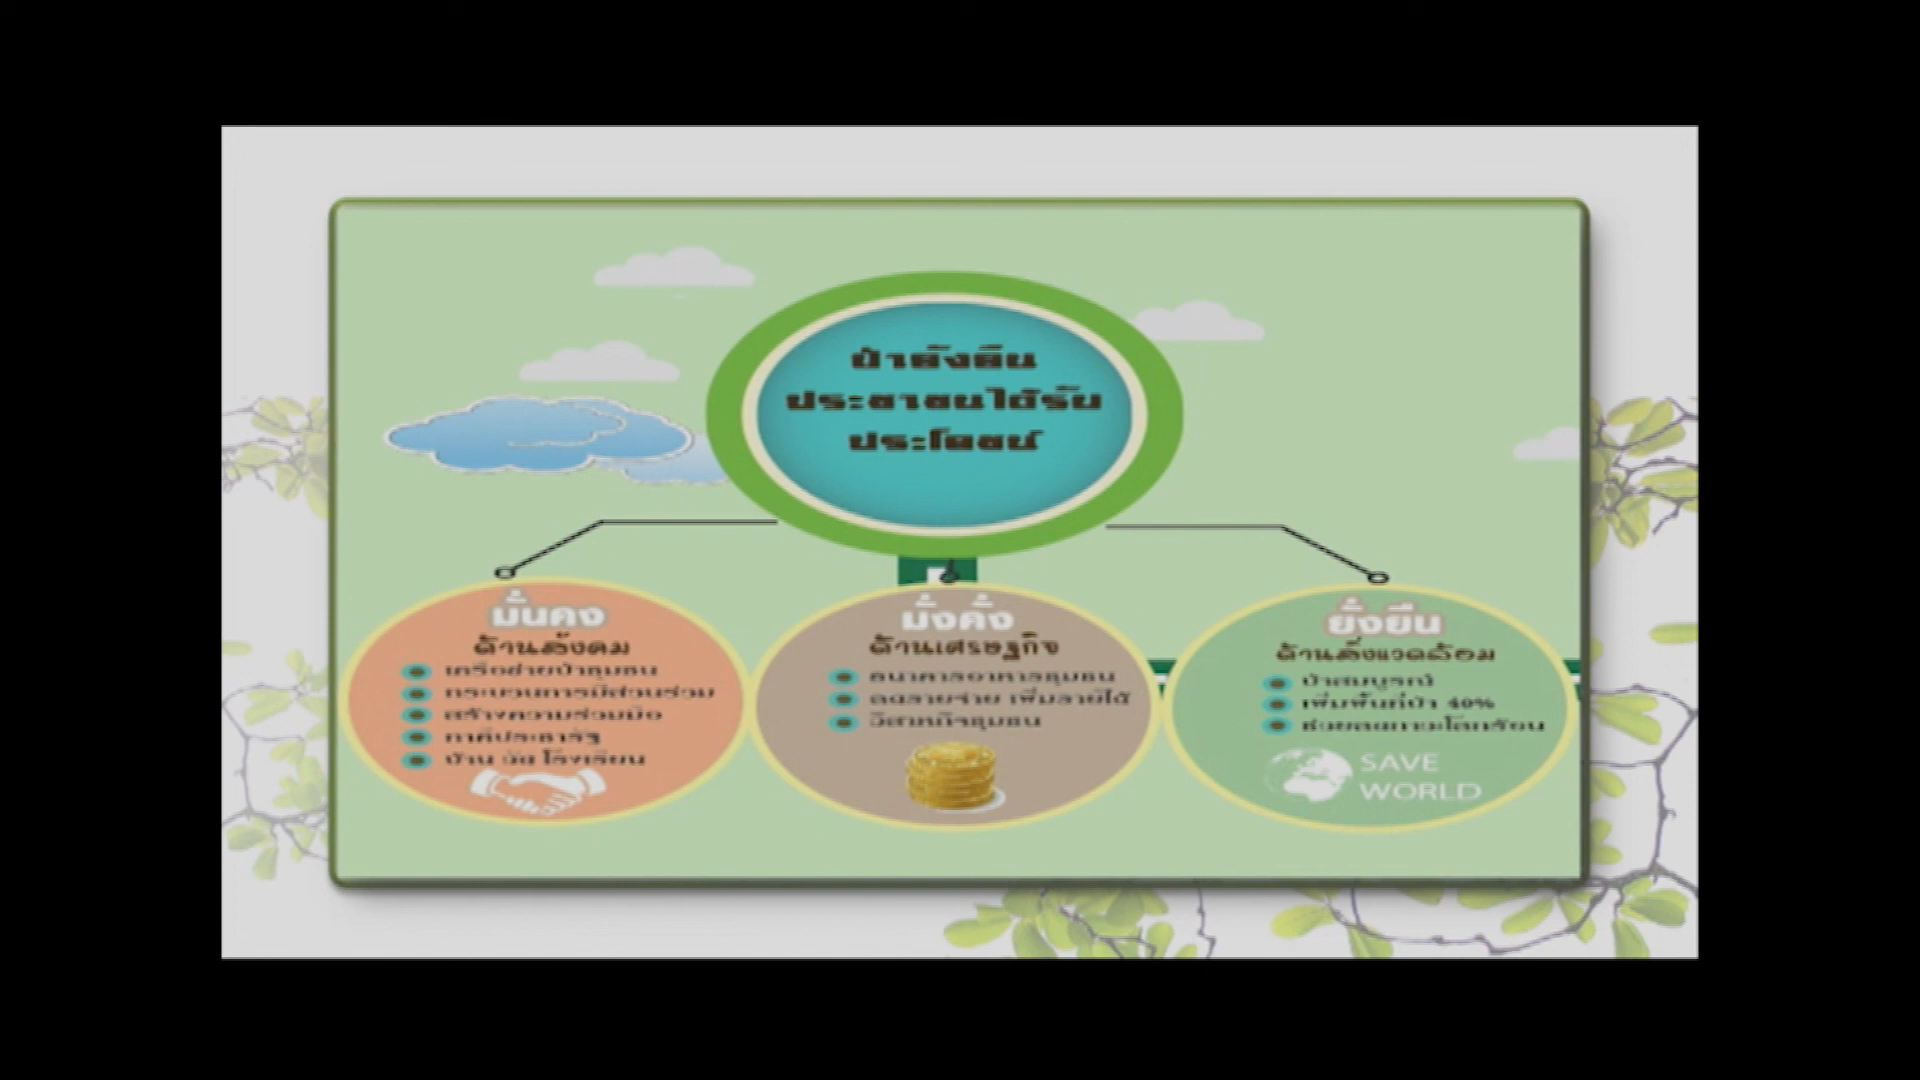 ป่ายั่งยืน
ประชาชนได้รับ
ประโยชน์
มั่นคง
ด้านสังคม
เครือข่ายป่าชุมชน
กระบวนการมีส่วนร่วม
สร้างความร่วมมือ
ภาคีประชารัฐ
บ้าน วัด โรงเรียน
มั่งคั่ง
ด้านเศรษฐกิจ
ธนาคารอาหารชุมชน
ลดรายจ่าย เพิ่มรายได้
วิสาหกิจชุมชน
ยั่งยืน
ด้านสิ่งแวดล้อม
ป่าสมบูรณ์
เพิ่มพื้นที่ป่า 40%
ช่วยลดภาวะโลกร้อน
SAVE
WORLD